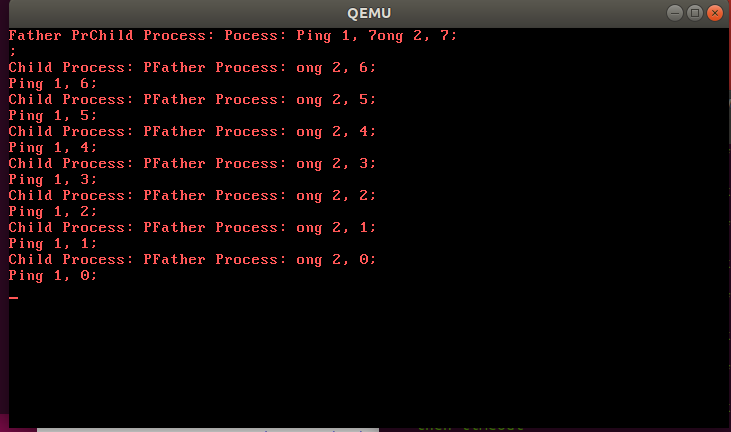 QEMU
Father PrChild Process: Pocess: Ping 1, 7ong 2, 7;
;
Child Process: PFather Process: ong 2, 6;
Ping 1, 6;
Child Process: PFather Process: ong 2, 5;
Ping 1, 5;
Child Process: PFather Process: ong 2, 4;
Ping 1, 4;
Child Process: PFather Process: ong 2, 3;
Ping 1, 3;
Child Process: PFather Process: ong 2, 2;
Ping 1, 2;
Child Process: PFather Process: ong 2, 1;
Ping 1, 1;
Child Process: PFather Process: ong 2, 0;
Ping 1, 0;